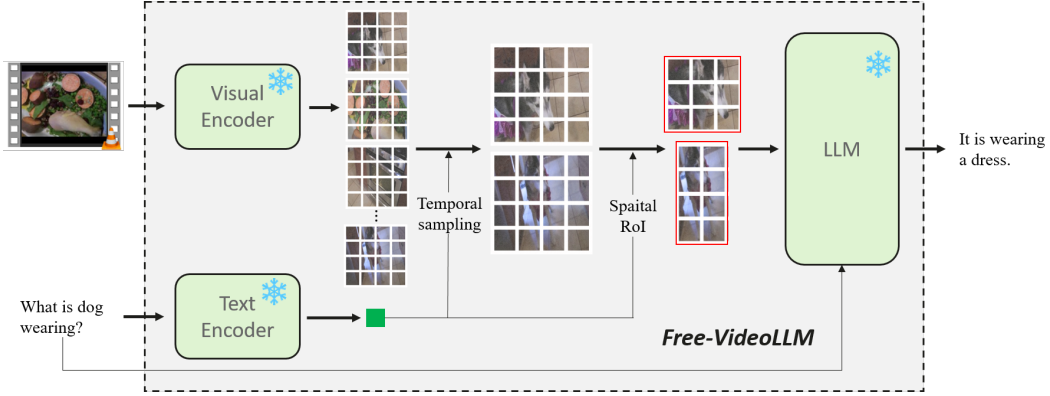 Visual
Encoder
Temporal
sampling
Spaital
RoI
LLM
It is wearing
a dress.
What is dog
wearing?
Text
Encoder
Free-VideoLLM